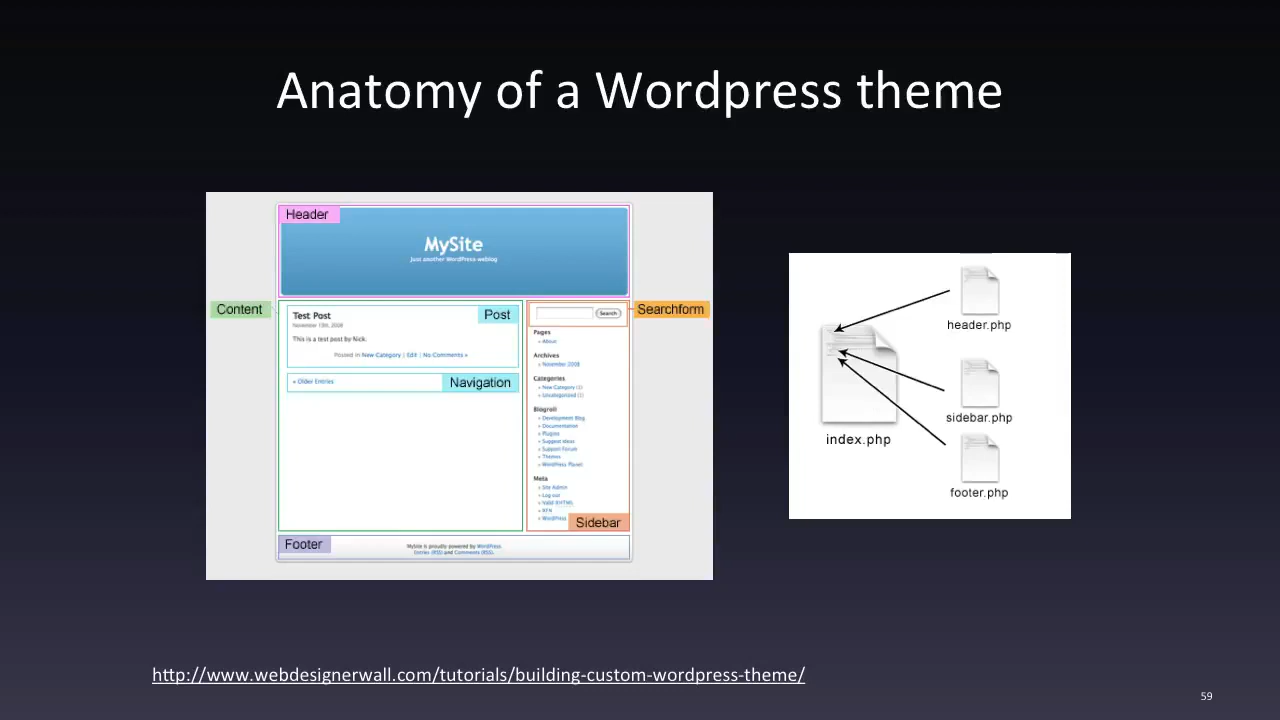 Anatomy of a Wordpress theme
Header
MySite
Just another WordPress weblog
Content
Test Post
Post
November 13th, 2008
This is a test post by Nick.
Posted in New Category | Edit | No Comments »
« Older Entries
Navigation
Search
Searchform
Pages
» About
Archives
» November 2008
Categories
» New Category (1)
» Uncategorized (1)
Blogroll
» Development Blog
» Documentation
» Plugins
» Suggest Ideas
» Support Forum
» Themes
» WordPress Planet
Meta
» Site Admin
» Log out
» Valid XHTML
» XFN
» WordPress
Sidebar
Footer
MySite is proudly powered by WordPress
Entries (RSS) and Comments (RSS).
header.php
sidebar.php
index.php
footer.php
http://www.webdesignerwall.com/tutorials/building-custom-wordpress-theme/
59